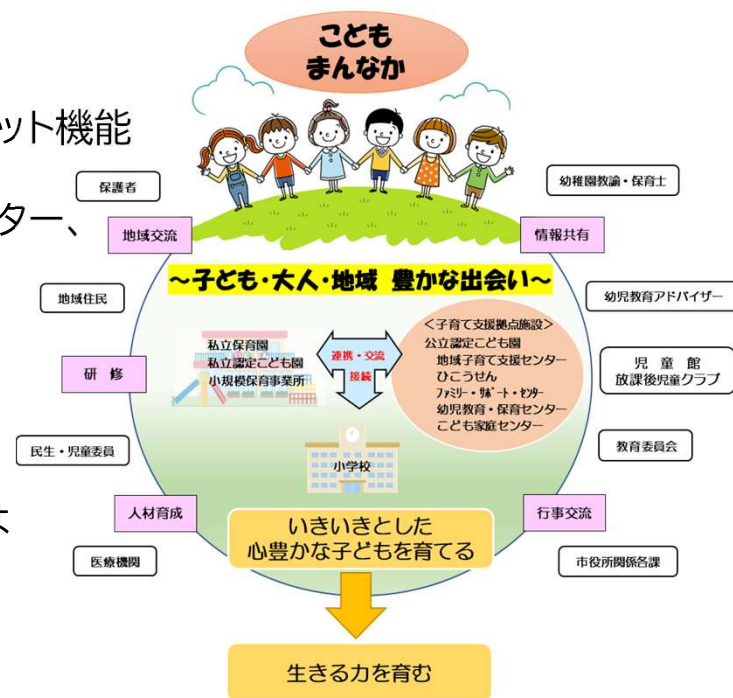 こども
まんなか
ット機能
ター、
は
保護者
幼稚園教諭・保育士
地域交流
情報共有
～子ども・大人・地域 豊かな出会い～
地域住民
幼児教育アドバイザー
私立保育園
私立認定こども園
小規模保育事業所
連携・交流
接続
＜子育て支援拠点施設＞
公立認定こども園
地域子育て支援センター
ひこうせん
ﾌｧﾐﾘｰ・ｻﾎﾟｰﾄ・ｾﾝﾀｰ
幼児教育・保育センター
こども家庭センター
研 修
児 童 館
放課後児童クラブ
民生・児童委員
教育委員会
小学校
人材育成
行事交流
いきいきとした
心豊かな子どもを育てる
医療機関
市役所関係各課
生きる力を育む